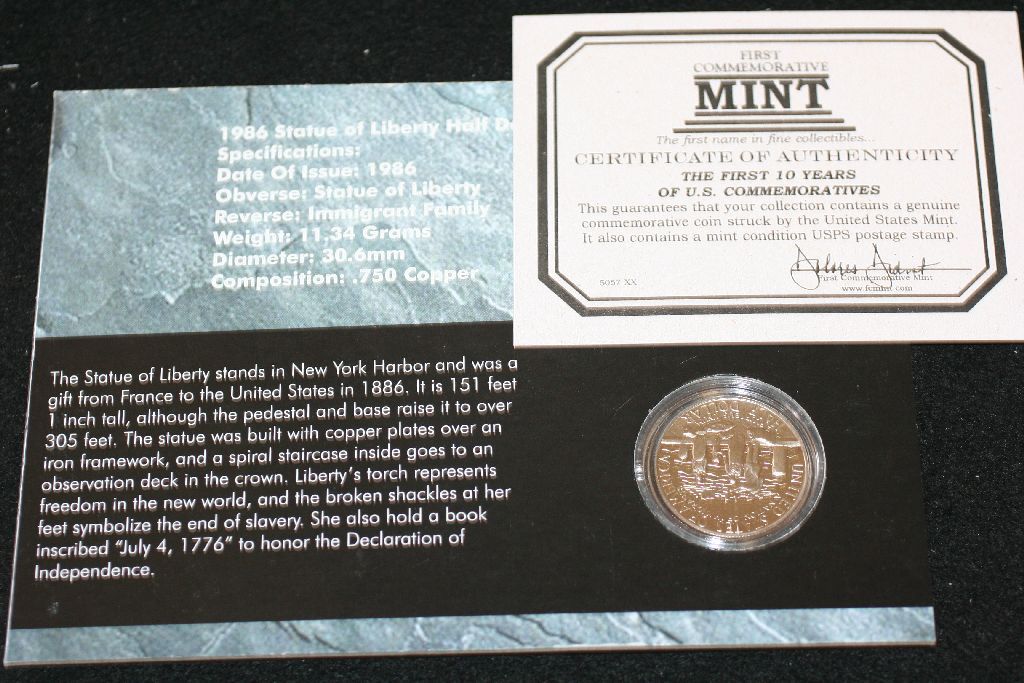 1986 Statue of Liberty Half D
Specifications:
Date Of Issue: 1986
Obverse: Statue of Liberty
Reverse: Immigrant Family
Weight: 11,34 Grams
Diameter: 30.6mm
Composition: .750 Copper
The Statue of Liberty stands in New York Harbor and was a
gift from France to the United States in 1886. It is 151 feet
1 inch tall, although the pedestal and base raise it to over
305 feet. The statue was built with copper plates over an
iron framework, and a spiral staircase inside goes to an
observation deck in the crown. Liberty's torch represents
freedom in the new world, and the broken shackles at her
feet symbolize the end of slavery. She also hold a book
inscribed "July 4, 1776" to honor the Declaration of
Independence.
FIRST
COMMEMORATIVE
MINT
The first name in fine collectibles...
CERTIFICATE OF AUTHENTICITY
THE FIRST 10 YEARS
OF U.S. COMMEMORATIVES
This guarantees that your collection contains a genuine
commemorative coin struck by the United States Mint.
It also contains a mint condition USPS postage stamp.
5057 XX
First Commemorative Mint
www.fcmint.com